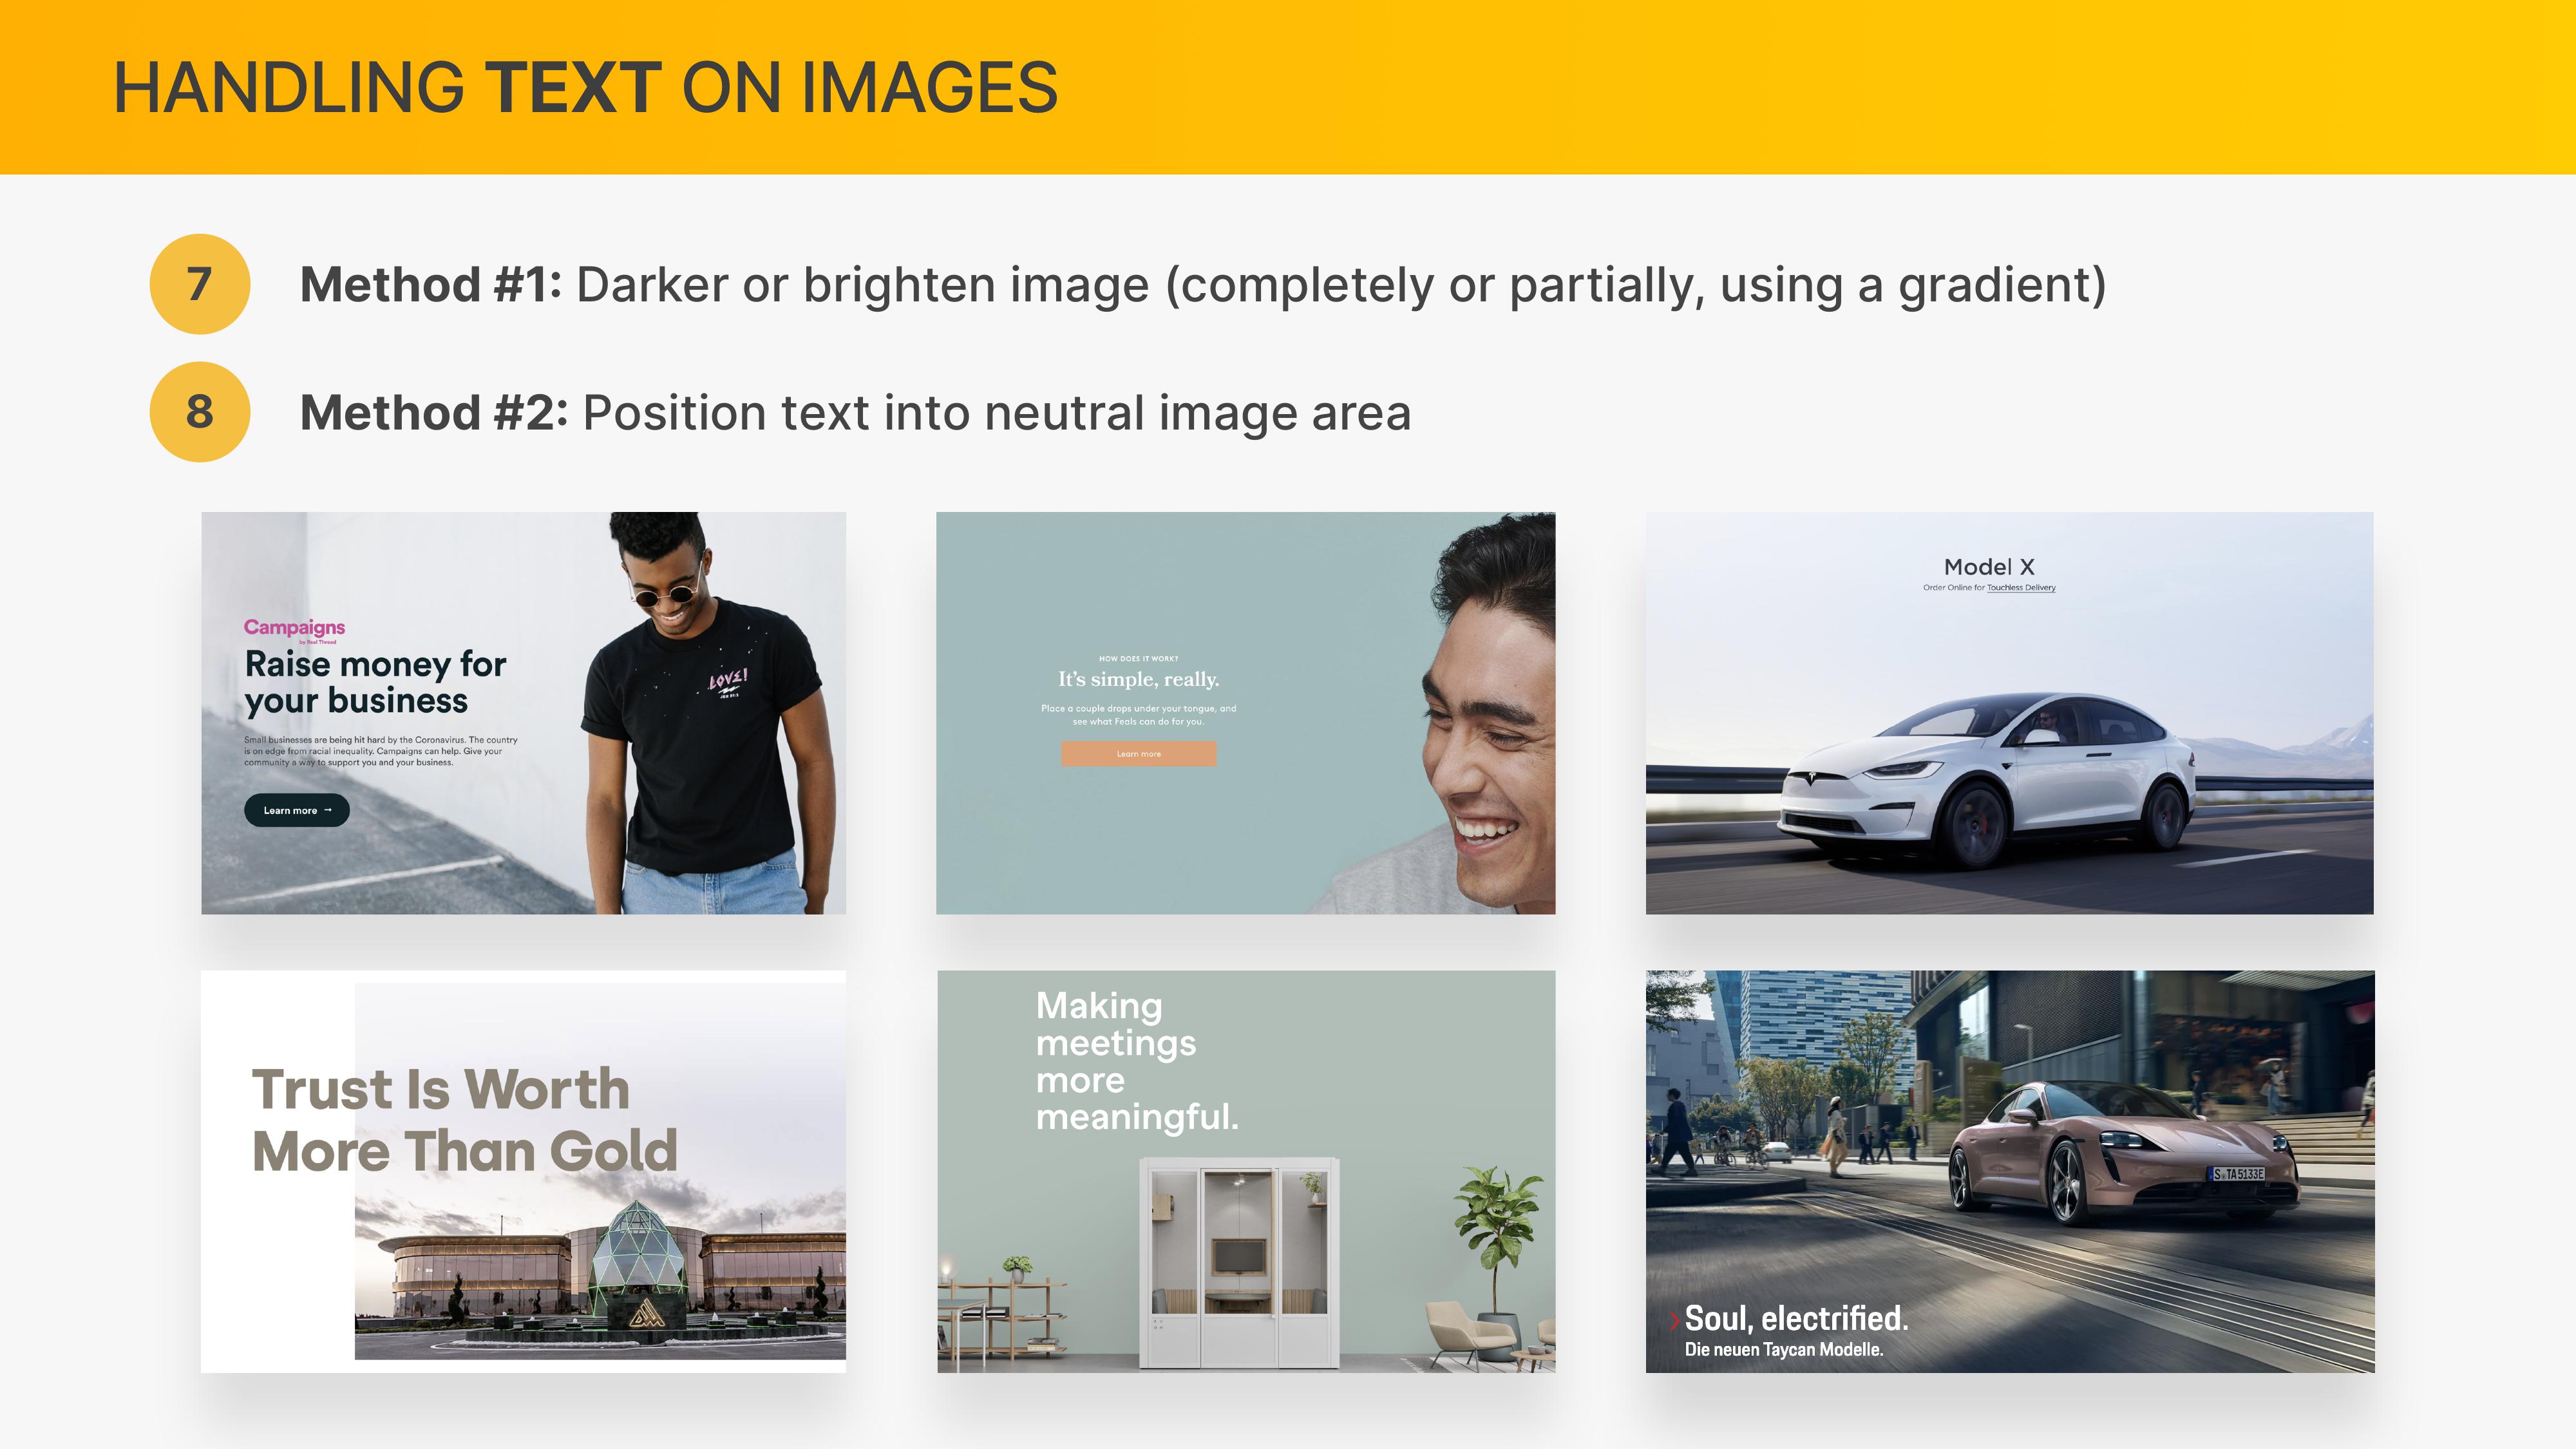 HANDLING TEXT ON IMAGES
7
Method #1: Darker or brighten image (completely or partially, using a gradient)
8
Method #2: Position text into neutral image area
Campaigns
by Real Thread
Raise money for
your business
Small businesses are being hit hard by the Coronavirus. The country
is on edge from racial inequality. Campaigns can help. Give your
community a way to support you and your business.
Learn more →
LOVE!
HOW DOES IT WORK?
It's simple, really.
Place a couple drops under your tongue, and
see what Feals can do for you.
Learn more
Model X
Order Online for Touchless Delivery
Trust Is Worth
More Than Gold
Making
meetings
more
meaningful.
S TA 5133E
Soul, electrified.
Die neuen Taycan Modelle.